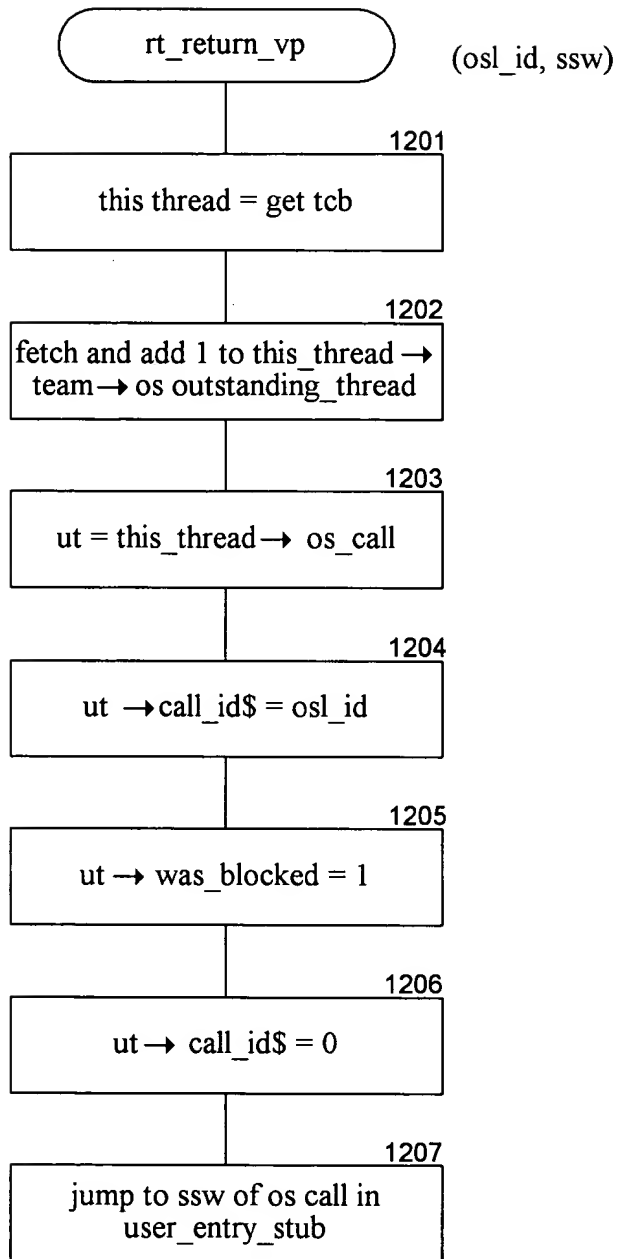 rt_return_vp
(osl_id, ssw)
1201
this thread = get tcb
1202
fetch and add 1 to this_thread →
team → os outstanding_thread
1203
ut = this_thread → os_call
1204
ut → call_id$ = osl_id
1205
ut → was_blocked = 1
1206
ut → call_id$ = 0
1207
jump to ssw of os call in
user_entry_stub